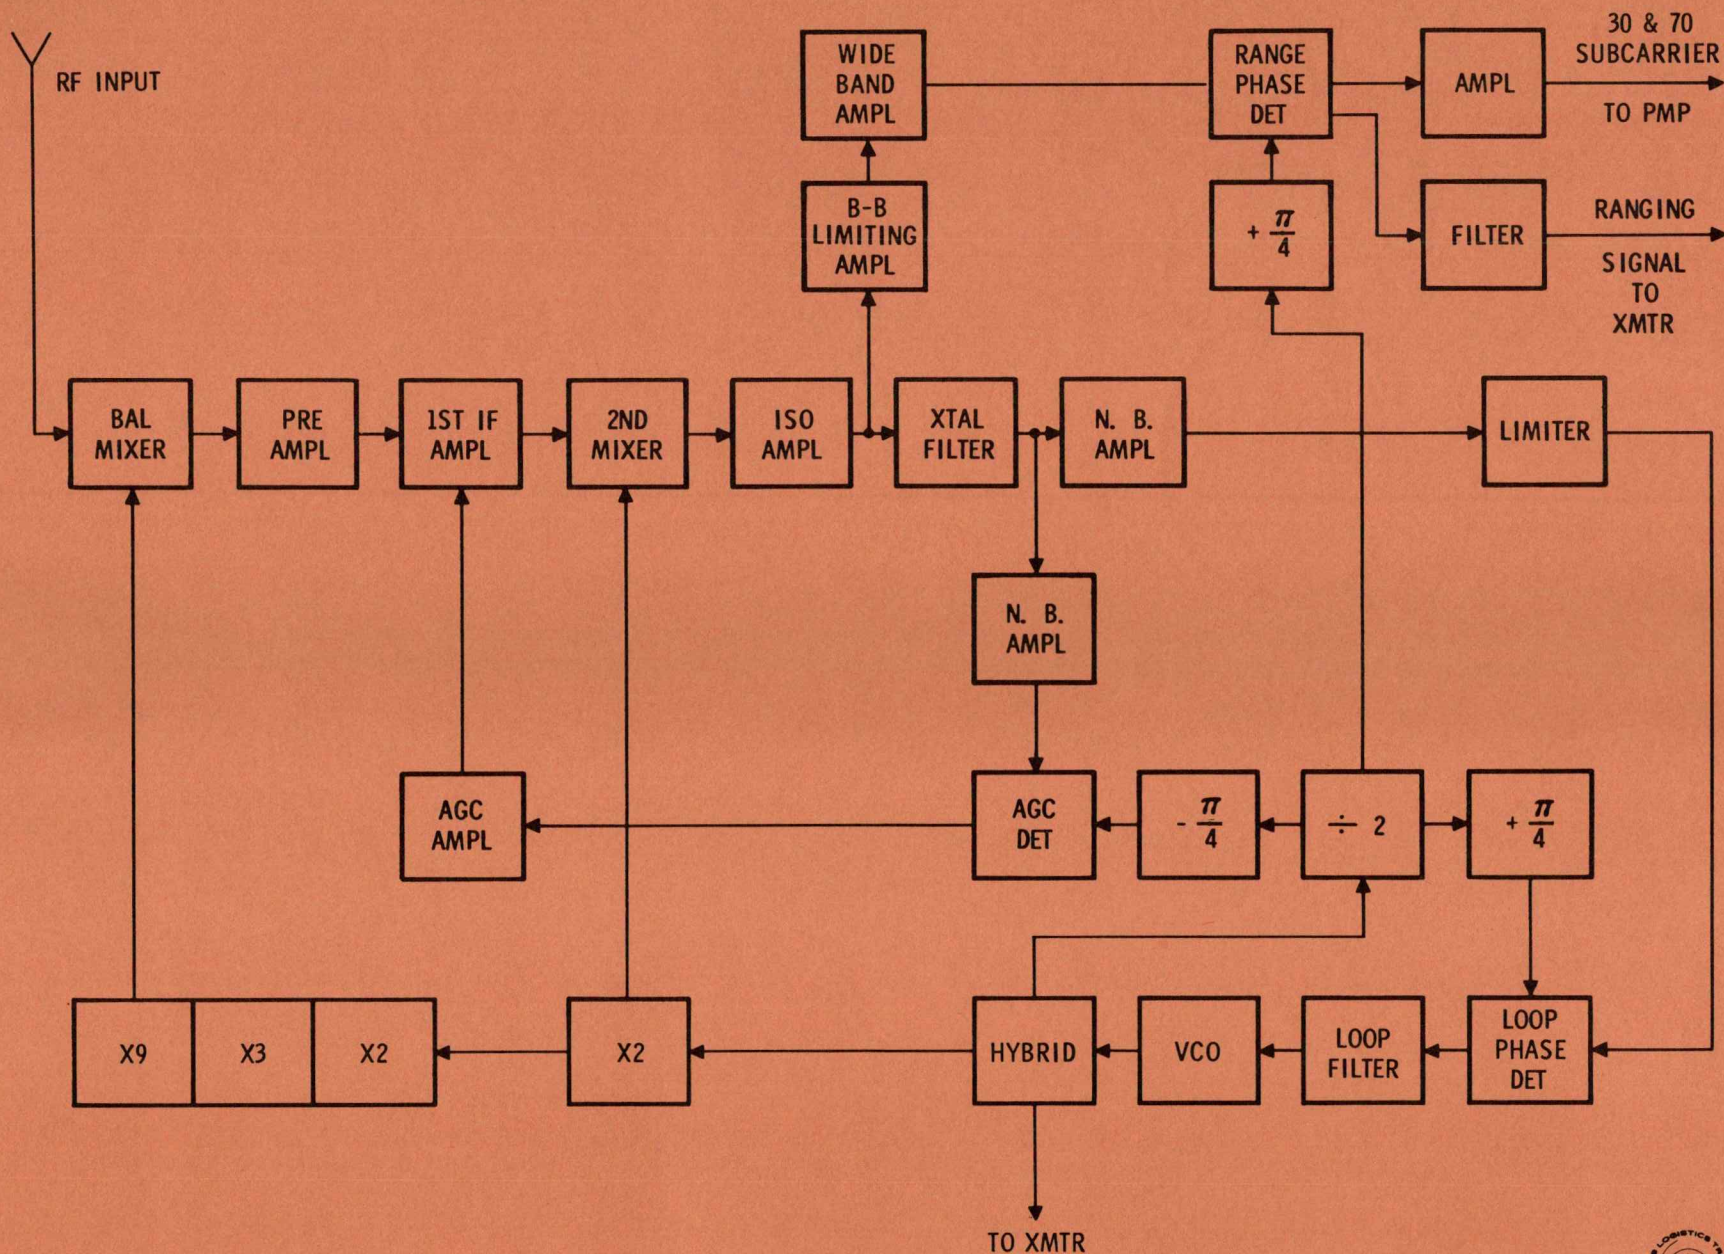 30 & 70
SUBCARRIER
TO PMP
RF INPUT
WIDE
BAND
AMPL
RANGE
PHASE
DET
AMPL
B-B
LIMITING
AMPL
+ π/4
FILTER
RANGING
SIGNAL
TO
XMTR
BAL
MIXER
PRE
AMPL
1ST IF
AMPL
2ND
MIXER
ISO
AMPL
XTAL
FILTER
N. B.
AMPL
LIMITER
N. B.
AMPL
AGC
AMPL
AGC
DET
- π/4
÷ 2
+ π/4
X9
X3
X2
X2
HYBRID
VCO
LOOP
FILTER
LOOP
PHASE
DET
TO XMTR
LOGISTICS